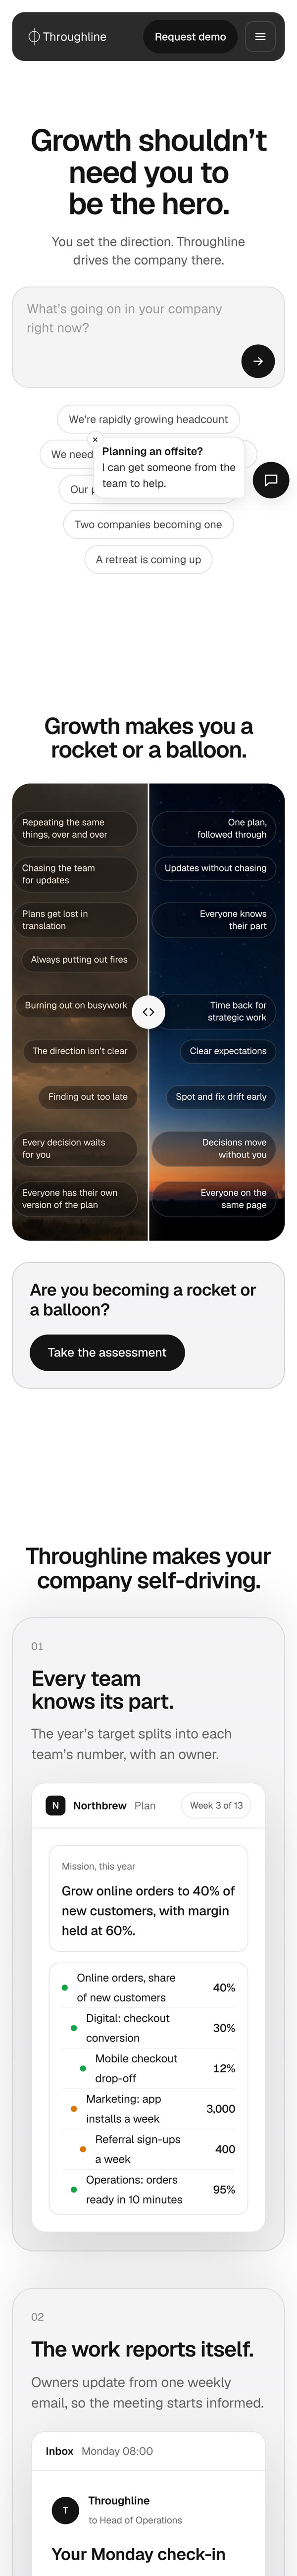 Throughline
Request demo
Growth shouldn't
need you to
be the hero.
You set the direction. Throughline
drives the company there.
What's going on in your company
right now?
We're rapidly growing headcount
We need
Planning an offsite?
I can get someone from the
team to help.
Our
Two companies becoming one
A retreat is coming up
Growth makes you a
rocket or a balloon.
Repeating the same
things, over and over
One plan,
followed through
Chasing the team
for updates
Updates without chasing
Plans get lost in
translation
Everyone knows
their part
Always putting out fires
Burning out on busywork
Time back for
strategic work
The direction isn't clear
Clear expectations
Finding out too late
Spot and fix drift early
Every decision waits
for you
Decisions move
without you
Everyone has their own
version of the plan
Everyone on the
same page
Are you becoming a rocket or
a balloon?
Take the assessment
Throughline makes your
company self-driving.
01
Every team
knows its part.
The year's target splits into each
team's number, with an owner.
N Northbrew Plan Week 3 of 13
Mission, this year
Grow online orders to 40% of
new customers, with margin
held at 60%.
Online orders, share
of new customers 40%
Digital: checkout
conversion 30%
Mobile checkout
drop-off 12%
Marketing: app
installs a week 3,000
Referral sign-ups
a week 400
Operations: orders
ready in 10 minutes 95%
02
The work reports itself.
Owners update from one weekly
email, so the meeting starts informed.
Inbox Monday 08:00
T Throughline
to Head of Operations
Your Monday check-in